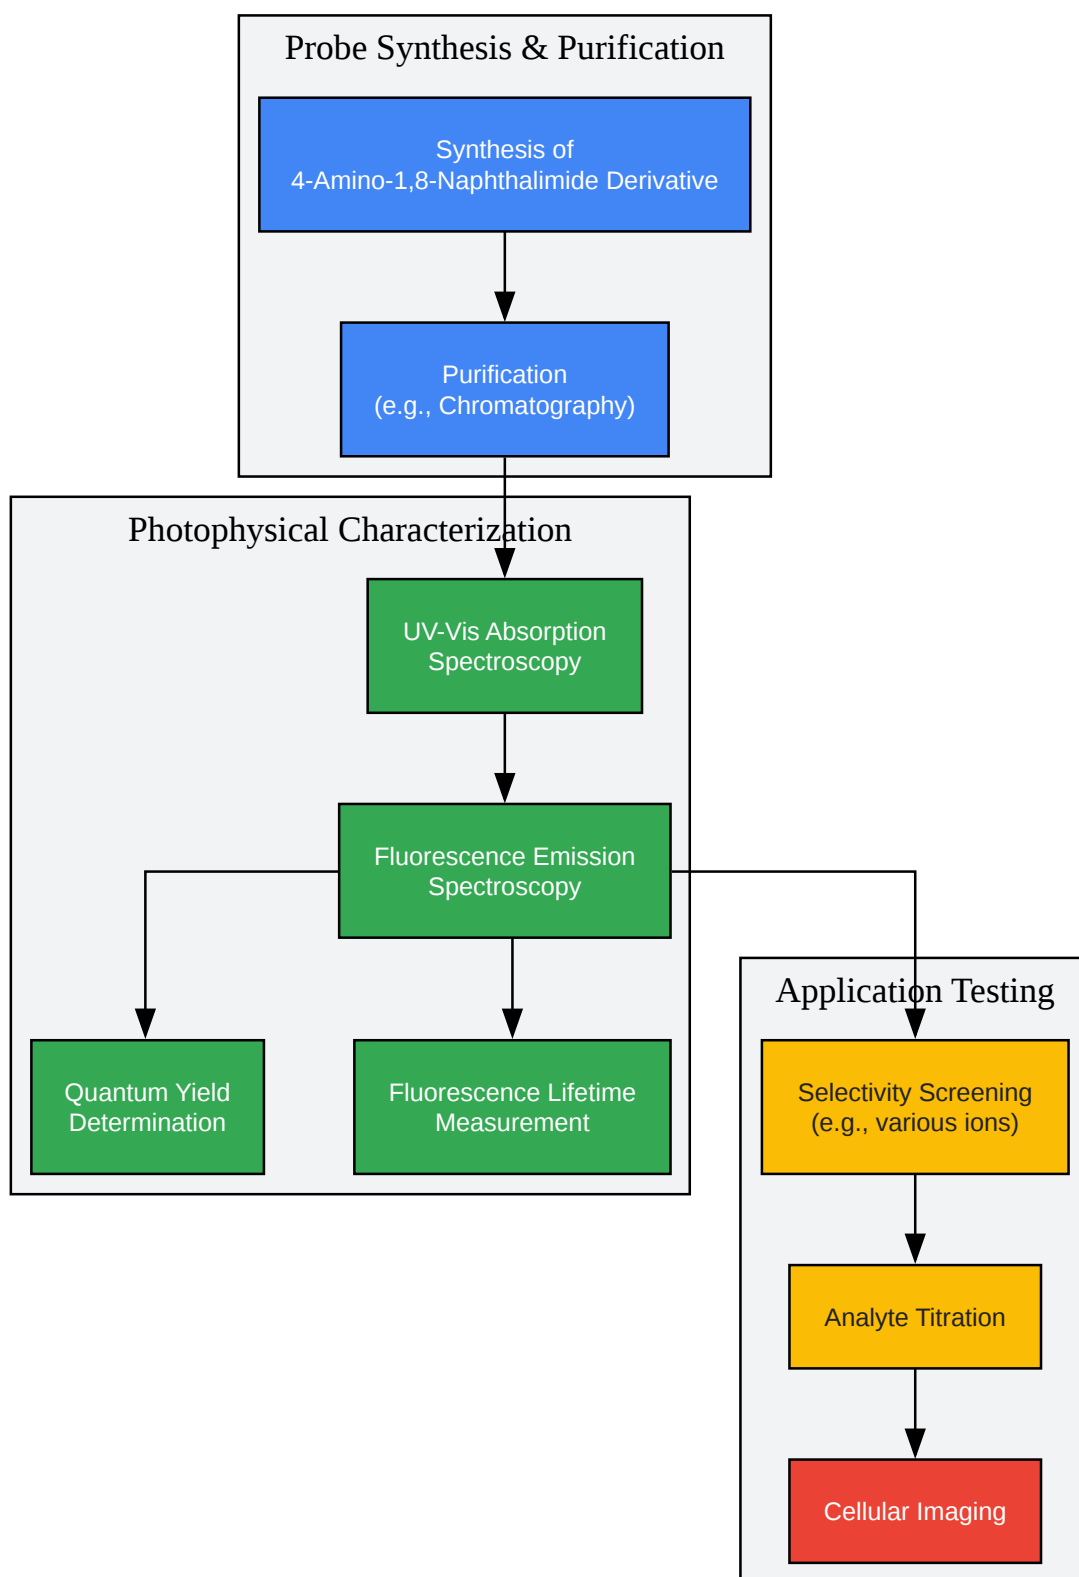 Probe Synthesis & Purification
Synthesis of
4-Amino-1,8-Naphthalimide Derivative
Purification
(e.g., Chromatography)
Photophysical Characterization
UV-Vis Absorption
Spectroscopy
Fluorescence Emission
Spectroscopy
Quantum Yield
Determination
Fluorescence Lifetime
Measurement
Application Testing
Selectivity Screening
(e.g., various ions)
Analyte Titration
Cellular Imaging